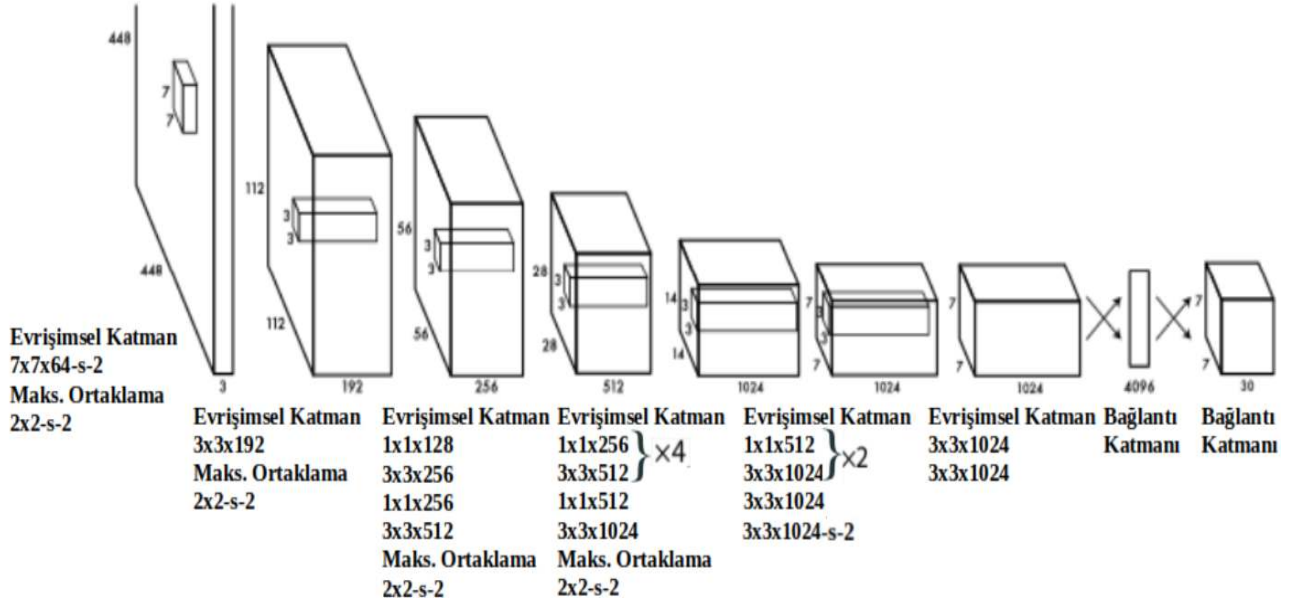 448
7
7
448
3
112
3
3
112
192
56
3
3
56
256
28
3
3
28
512
14
3
3
14
1024
7
3
3
7
1024
7
7
1024
4096
7
7
30
Evrişimsel Katman
7x7x64-s-2
Maks. Ortaklama
2x2-s-2
Evrişimsel Katman
3x3x192
Maks. Ortaklama
2x2-s-2
Evrişimsel Katman
1x1x128
3x3x256
1x1x256
3x3x512
Maks. Ortaklama
2x2-s-2
Evrişimsel Katman
1x1x256
3x3x512
} ×4
1x1x512
3x3x1024
Maks. Ortaklama
2x2-s-2
Evrişimsel Katman
1x1x512
3x3x1024
} ×2
3x3x1024
3x3x1024-s-2
Evrişimsel Katman
3x3x1024
3x3x1024
Bağlantı
Katmanı
Bağlantı
Katmanı